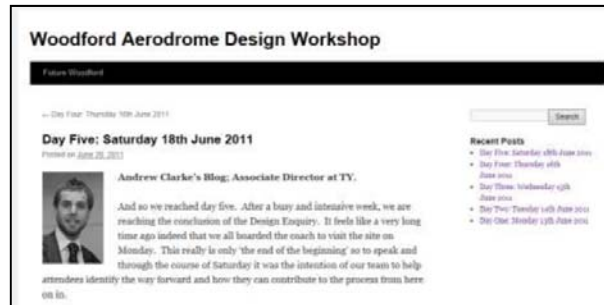 Woodford Aerodrome Design Workshop
Future Woodford
← Day Four: Thursday 16th June 2011
Day Five: Saturday 18th June 2011
Posted on June 20, 2011
Andrew Clarke's Blog; Associate Director at TY.
And so we reached day five. After a busy and intensive week, we
are reaching the conclusion of the Design Enquiry. It feels like a very long
time ago indeed that we all boarded the coach to visit the site on
Monday. This really is only 'the end of the beginning' so to speak and
through the course of Saturday it was the intention of our team to help
attendees identify the way forward and how they can contribute to the process from here
on in.
Search
Recent Posts
Day Five: Saturday 18th June 2011
Day Four: Thursday 16th
June 2011
Day Three: Wednesday 15th
June 2011
Day Two: Tuesday 14th June 2011
Day One: Monday 13th June 2011